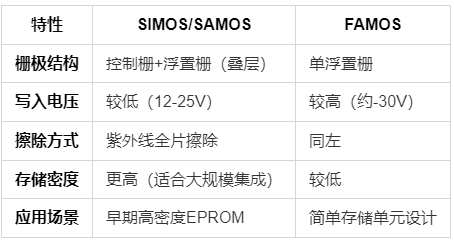 特性 SIMOS/SAMOS FAMOS
栅极结构 控制栅+浮置栅（叠层） 单浮置栅
写入电压 较低（12-25V） 较高（约-30V）
擦除方式 紫外线全片擦除 同左
存储密度 更高（适合大规模集成） 较低
应用场景 早期高密度EPROM 简单存储单元设计